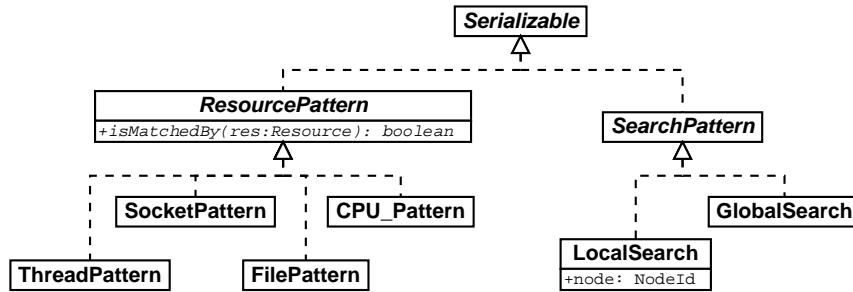 Serializable
ResourcePattern
+isMatchedBy(res:Resource): boolean
SearchPattern
SocketPattern
CPU_Pattern
GlobalSearch
ThreadPattern
FilePattern
LocalSearch
+node: NodeId